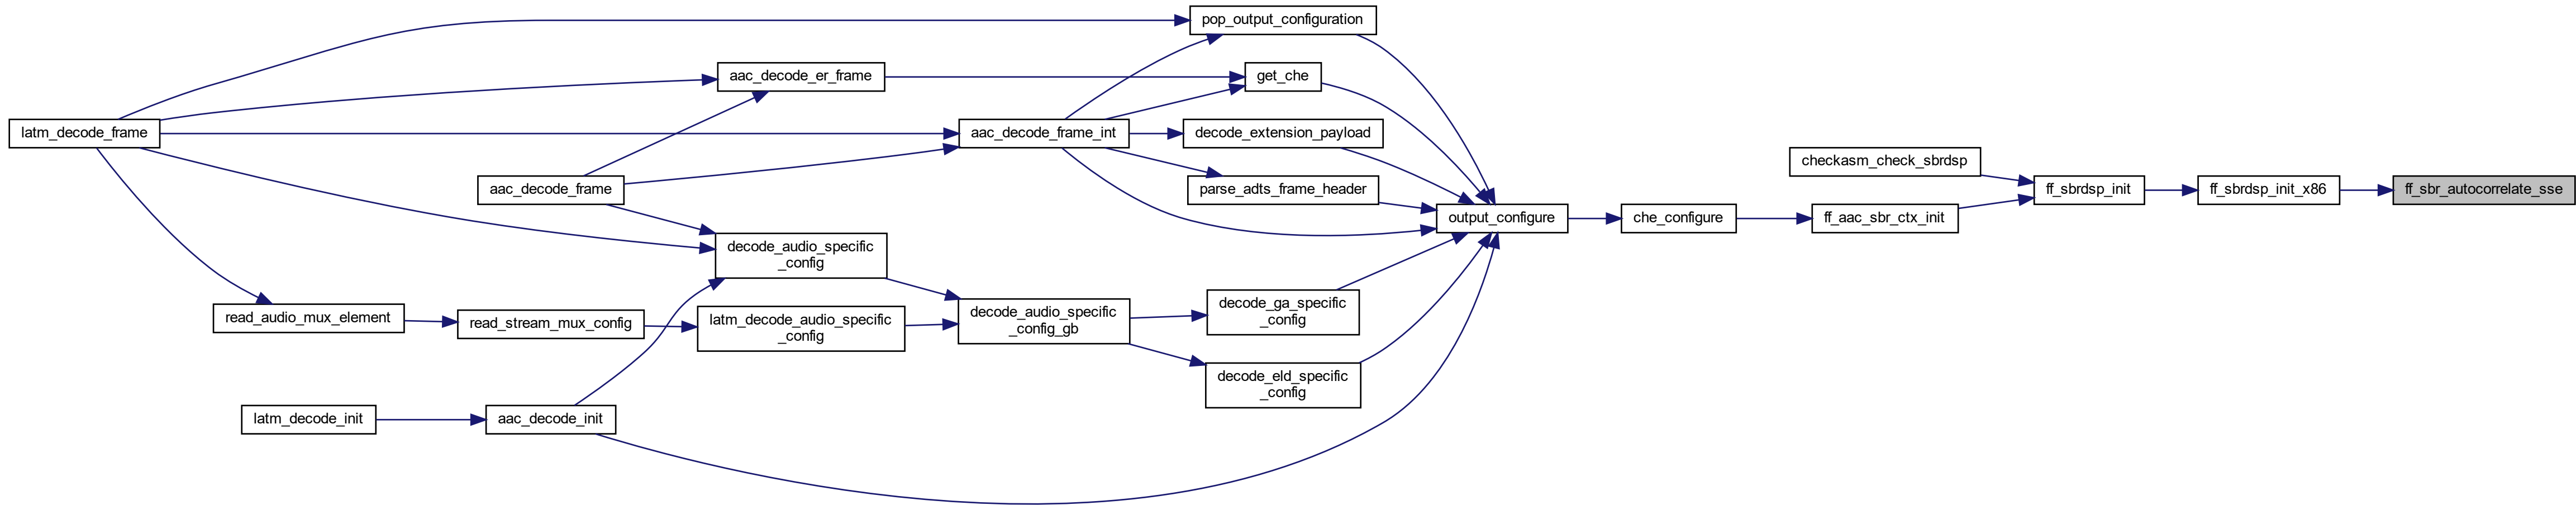 pop_output_configuration
aac_decode_er_frame
get_che
latm_decode_frame
aac_decode_frame_int
decode_extension_payload
checkasm_check_sbrdsp
aac_decode_frame
parse_adts_frame_header
ff_sbrdsp_init
ff_sbrdsp_init_x86
ff_sbr_autocorrelate_sse
output_configure
che_configure
ff_aac_sbr_ctx_init
decode_audio_specific
_config
read_audio_mux_element
read_stream_mux_config
latm_decode_audio_specific
_config
decode_audio_specific
_config_gb
decode_ga_specific
_config
decode_eld_specific
_config
latm_decode_init
aac_decode_init